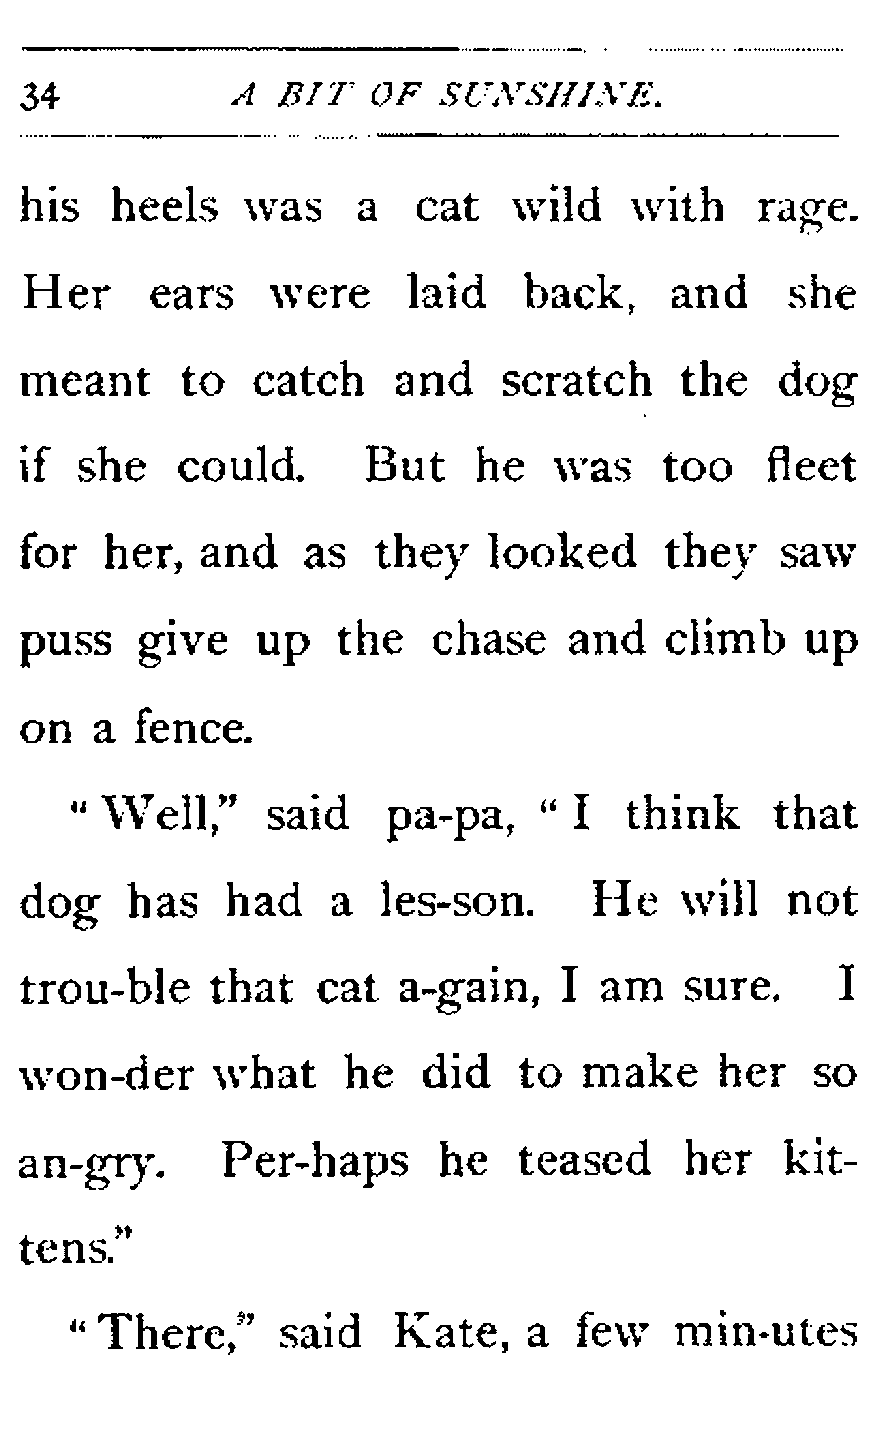 34 A BIT OF SUNSHINE.
his heels was a cat wild with rage.
Her ears were laid back, and she
meant to catch and scratch the dog
if she could. But he was too fleet
for her, and as they looked they saw
puss give up the chase and climb up
on a fence.
"Well," said pa-pa, "I think that
dog has had a les-son. He will not
trou-ble that cat a-gain, I am sure. I
won-der what he did to make her so
an-gry. Per-haps he teased her kit-
tens."
"There," said Kate, a few min-utes